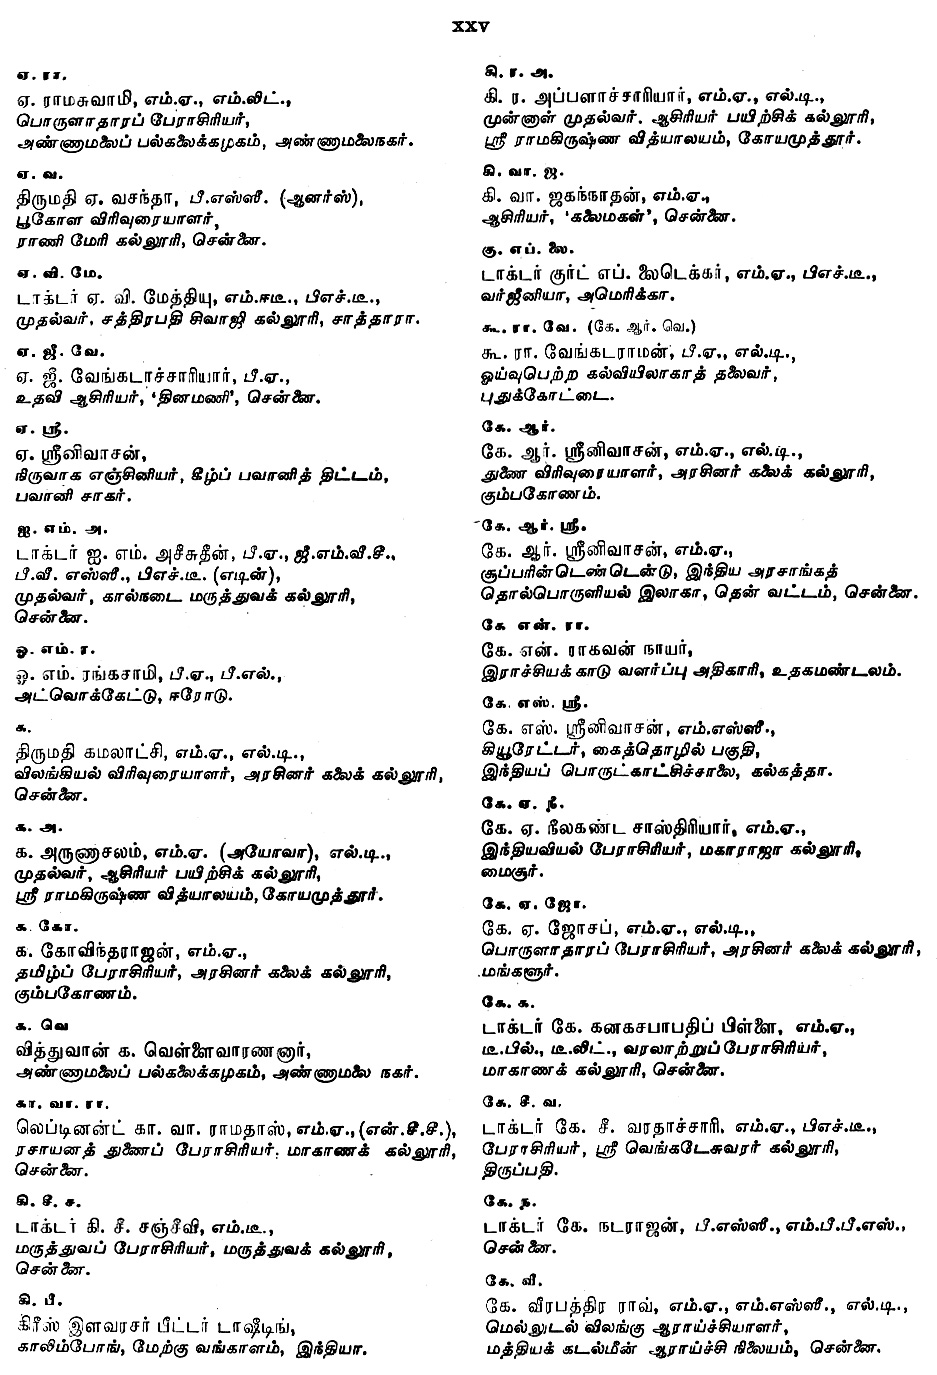 xxv
ஏ. ரா.
ஏ. ராமசுவாமி, எம்.ஏ., எம்.லிட்.,
பொருளாதாரப் பேராசிரியர்,
அண்ணாமலைப் பல்கலைக்கழகம், அண்ணாமலைநகர்.
ஏ. வ.
திருமதி ஏ. வசந்தா, பீ.எஸ்ஸீ. (ஆனர்ஸ்),
பூகோள விரிவுரையாளர்,
ராணி மேரி கல்லூரி, சென்னை.
ஏ. வி. மே.
டாக்டர் ஏ. வி. மேத்தியு, எம்.ஈடீ., பிஎச்.டீ.,
முதல்வர், சத்திரபதி சிவாஜி கல்லூரி, சாத்தாரா.
ஏ. ஜீ. வே.
ஏ. ஜீ. வேங்கடாச்சாரியார், பீ.ஏ.,
உதவி ஆசிரியர், ‘தினமணி’, சென்னை.
ஏ. ஸ்ரீ.
ஏ. ஸ்ரீனிவாசன்,
நிருவாக எஞ்சினியர், கீழ்ப் பவானித் திட்டம்,
பவானி சாகர்.
ஐ. எம். அ.
டாக்டர் ஐ. எம். அசீசுதீன், பீ.ஏ., ஜீ.எம்.வீ.சீ.,
பீ.வீ. எஸ்ஸீ., பிஎச்.டீ. (எடின்),
முதல்வர், கால்நடை மருத்துவக் கல்லூரி,
சென்னை.
ஓ. எம். ர.
ஓ. எம். ரங்கசாமி, பீ.ஏ., பீ.எல்.,
அட்வொக்கேட்டு, ஈரோடு.
க.
திருமதி கமலாட்சி, எம்.ஏ., எல்.டி.,
விலங்கியல் விரிவுரையாளர், அரசினர் கலைக் கல்லூரி,
சென்னை.
க. அ.
க. அருணாசலம், எம்.ஏ. (அயோவா), எல்.டி.,
முதல்வர், ஆசிரியர் பயிற்சிக் கல்லூரி,
ஸ்ரீ ராமகிருஷ்ண வித்யாலயம், கோயமுத்தூர்.
க. கோ.
க. கோவிந்தராஜன், எம்.ஏ.,
தமிழ்ப் பேராசிரியர், அரசினர் கலைக் கல்லூரி,
கும்பகோணம்.
க. வெ
வித்துவான் க. வெள்ளைவாரணனார்,
அண்ணாமலைப் பல்கலைக்கழகம், அண்ணாமலை நகர்.
கா. வா. ரா.
லெப்டினன்ட் கா. வா. ராமதாஸ், எம்.ஏ., (என்.சீ.சீ.),
ரசாயனத் துணைப் பேராசிரியர், மாகாணக் கல்லூரி,
சென்னை.
கி. சீ. ச.
டாக்டர் கி. சீ. சஞ்சீவி, எம்.டீ.,
மருத்துவப் பேராசிரியர், மருத்துவக் கல்லூரி,
சென்னை.
கி. பீ.
கிரீஸ் இளவரசர் பீட்டர் டாஷீடிங்,
காலிம்போங், மேற்கு வங்காளம், இந்தியா.
கி. ர. அ.
கி. ர. அப்பளாச்சாரியார், எம்.ஏ., எல்.டி.,
முன்னாள் முதல்வர். ஆசிரியர் பயிற்சிக் கல்லூரி,
ஸ்ரீ ராமகிருஷ்ண வித்யாலயம், கோயமுத்தூர்.
கி. வா. ஜ.
கி. வா. ஜகந்நாதன், எம்.ஏ.,
ஆசிரியர், ‘கலைமகள்’, சென்னை.
கு. எப். லை.
டாக்டர் குர்ட் எப். லைடெக்கர், எம்.ஏ., பிஎச்.டீ.,
வர்ஜீனியா, அமெரிக்கா.
கூ. ரா. வே. (கே. ஆர். வெ.)
கூ. ரா. வேங்கடராமன், பீ.ஏ., எல்.டி.,
ஓய்வுபெற்ற கல்வியிலாகாத் தலைவர்,
புதுக்கோட்டை.
கே. ஆர்.
கே. ஆர். ஸ்ரீனிவாசன், எம்.ஏ., எல்.டி.,
துணை விரிவுரையாளர், அரசினர் கலைக் கல்லூரி,
கும்பகோணம்.
கே. ஆர். ஸ்ரீ.
கே. ஆர். ஸ்ரீனிவாசன், எம்.ஏ.,
சூப்பரின்டெண்டென்டு, இந்திய அரசாங்கத்
தொல்பொருளியல் இலாகா, தென் வட்டம், சென்னை.
கே என். ரா.
கே. என். ராகவன் நாயர்,
இராச்சியக் காடு வளர்ப்பு அதிகாரி, உதகமண்டலம்.
கே. எஸ். ஸ்ரீ.
கே. எஸ். ஸ்ரீனிவாசன், எம்.எஸ்ஸீ.,
கியூரேட்டர், கைத்தொழில் பகுதி,
இந்தியப் பொருட்காட்சிச்சாலை, கல்கத்தா.
கே. ஏ. நீ.
கே. ஏ. நீலகண்ட சாஸ்திரியார், எம்.ஏ.,
இந்தியவியல் பேராசிரியர், மகாராஜா கல்லூரி,
மைசூர்.
கே. ஏ. ஜோ.
கே. ஏ. ஜோசப், எம்.ஏ., எல்.டி.,
பொருளாதாரப் பேராசிரியர், அரசினர் கலைக் கல்லூரி,
மங்களூர்.
கே. க.
டாக்டர் கே. கனகசபாபதிப் பிள்ளை, எம்.ஏ.,
டீ.பில்., டீ.லிட்., வரலாற்றுப் பேராசிரியர்,
மாகாணக் கல்லூரி, சென்னை.
கே. சீ. வ.
டாக்டர் கே. சீ. வரதாச்சாரி. எம்.ஏ., பிஎச்.டீ.,
பேராசிரியர், ஸ்ரீ வெங்கடேசுவரர் கல்லூரி,
திருப்பதி.
கே. ந.
டாக்டர் கே. நடராஜன், பீ.எஸ்ஸீ., எம்.பீ.பீ.எஸ்.,
சென்னை.
கே. வீ.
கே. வீரபத்திர ராவ், எம்.ஏ., எம்.எஸ்ஸீ., எல்.டி.,
மெல்லுடல் விலங்கு ஆராய்ச்சியாளர்,
மத்தியக் கடல்மீன் ஆராய்ச்சி நிலையம், சென்னை.